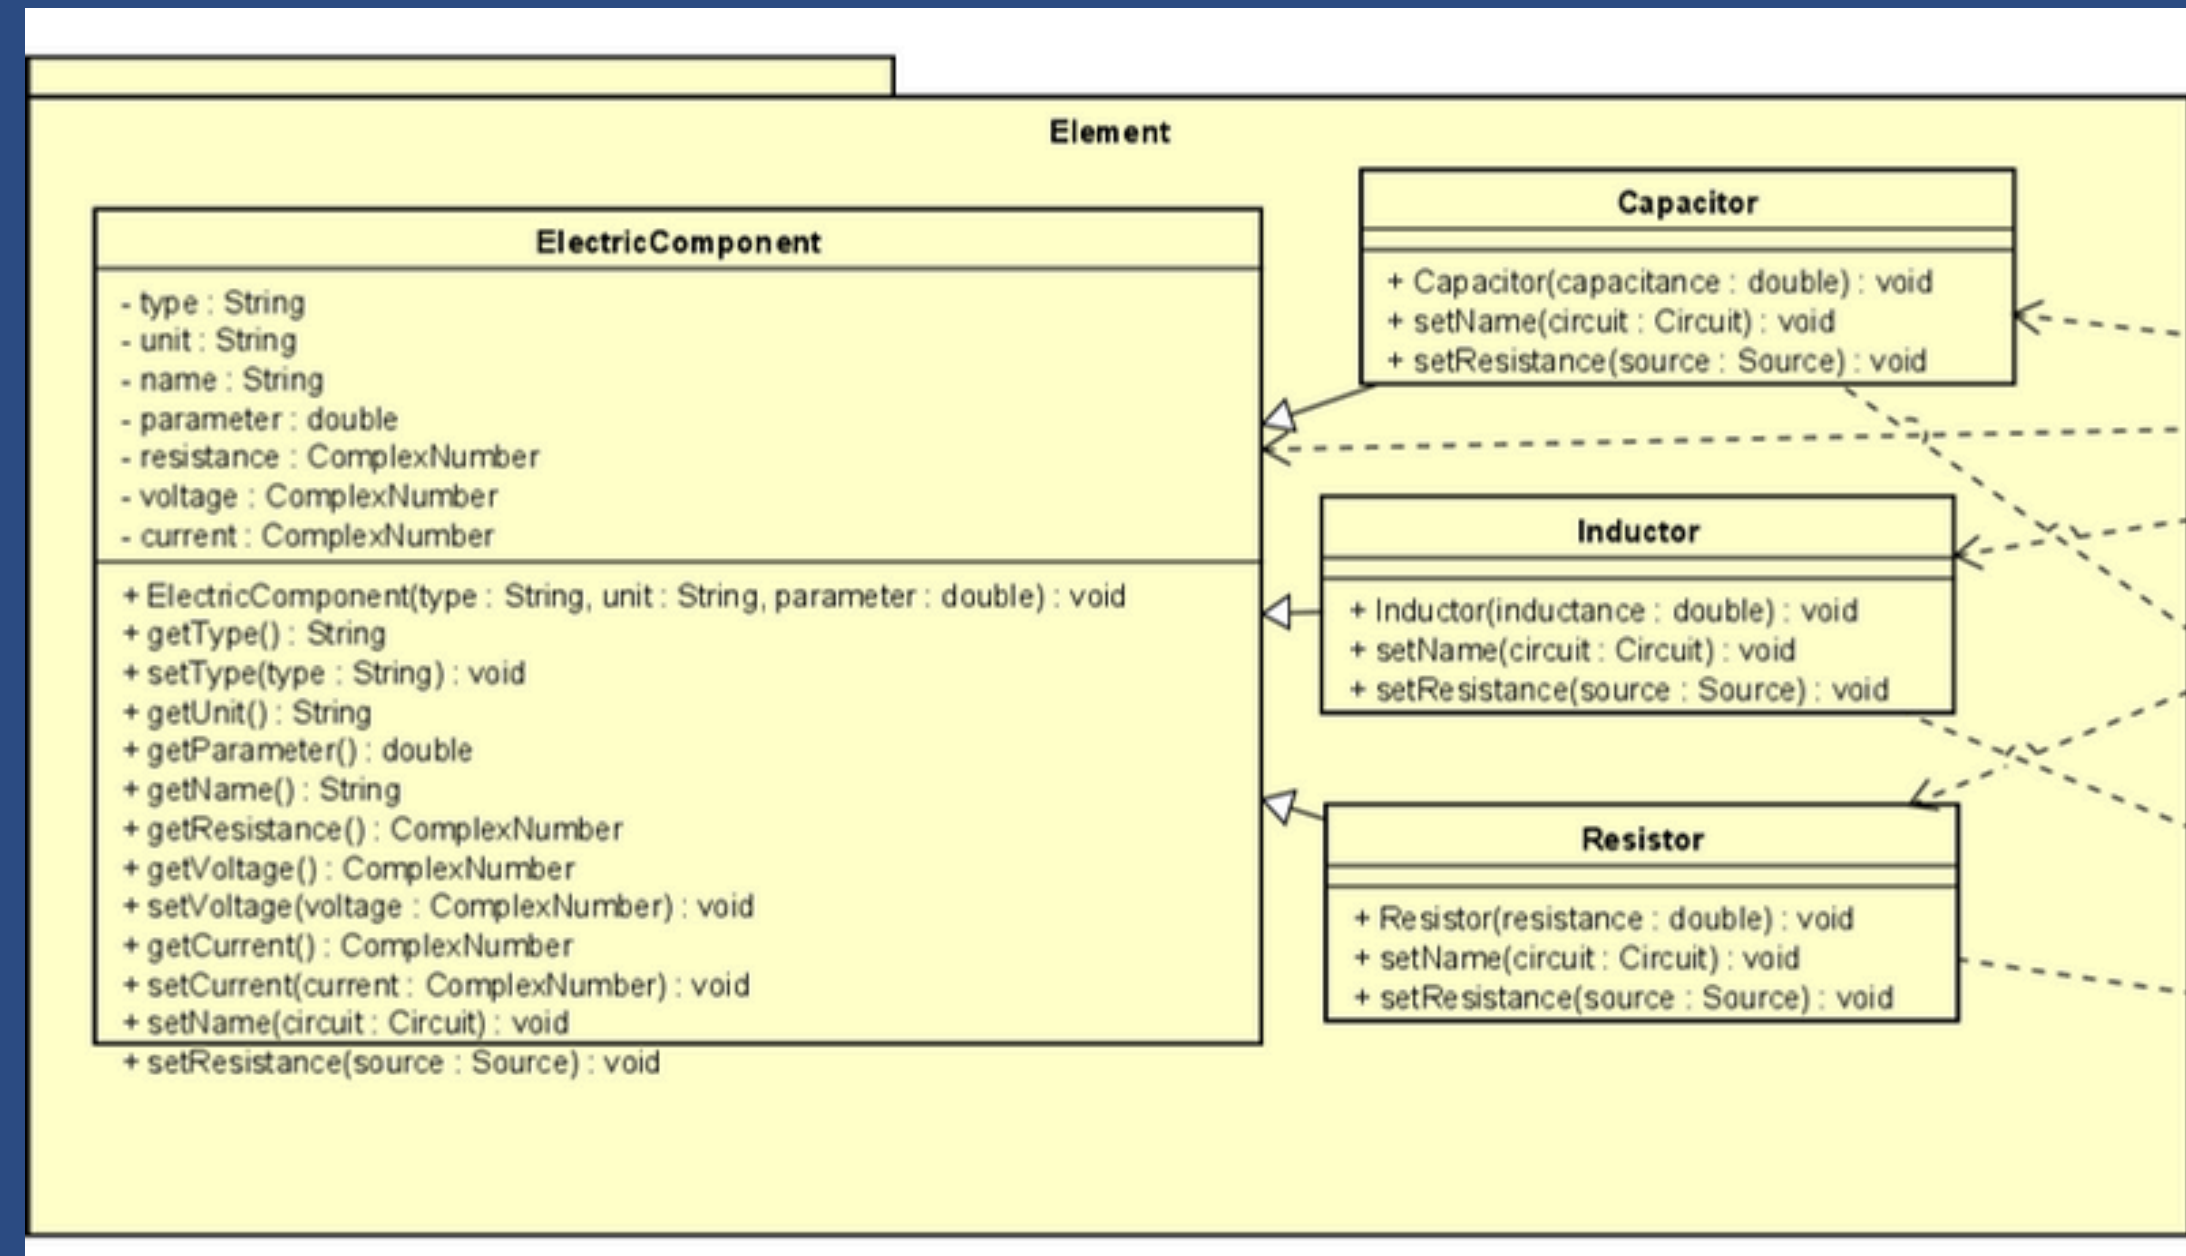 Element
ElectricComponent
- type : String
- unit : String
- name : String
- parameter : double
- resistance : ComplexNumber
- voltage : ComplexNumber
- current : ComplexNumber
+ ElectricComponent(type : String, unit : String, parameter : double) : void
+ getType() : String
+ setType(type : String) : void
+ getUnit() : String
+ getParameter() : double
+ getName() : String
+ getResistance() : ComplexNumber
+ getVoltage() : ComplexNumber
+ setVoltage(voltage : ComplexNumber) : void
+ getCurrent() : ComplexNumber
+ setCurrent(current : ComplexNumber) : void
+ setName(circuit : Circuit) : void
+ setResistance(source : Source) : void
Capacitor
+ Capacitor(capacitance : double) : void
+ setName(circuit : Circuit) : void
+ setResistance(source : Source) : void
Inductor
+ Inductor(inductance : double) : void
+ setName(circuit : Circuit) : void
+ setResistance(source : Source) : void
Resistor
+ Resistor(resistance : double) : void
+ setName(circuit : Circuit) : void
+ setResistance(source : Source) : void